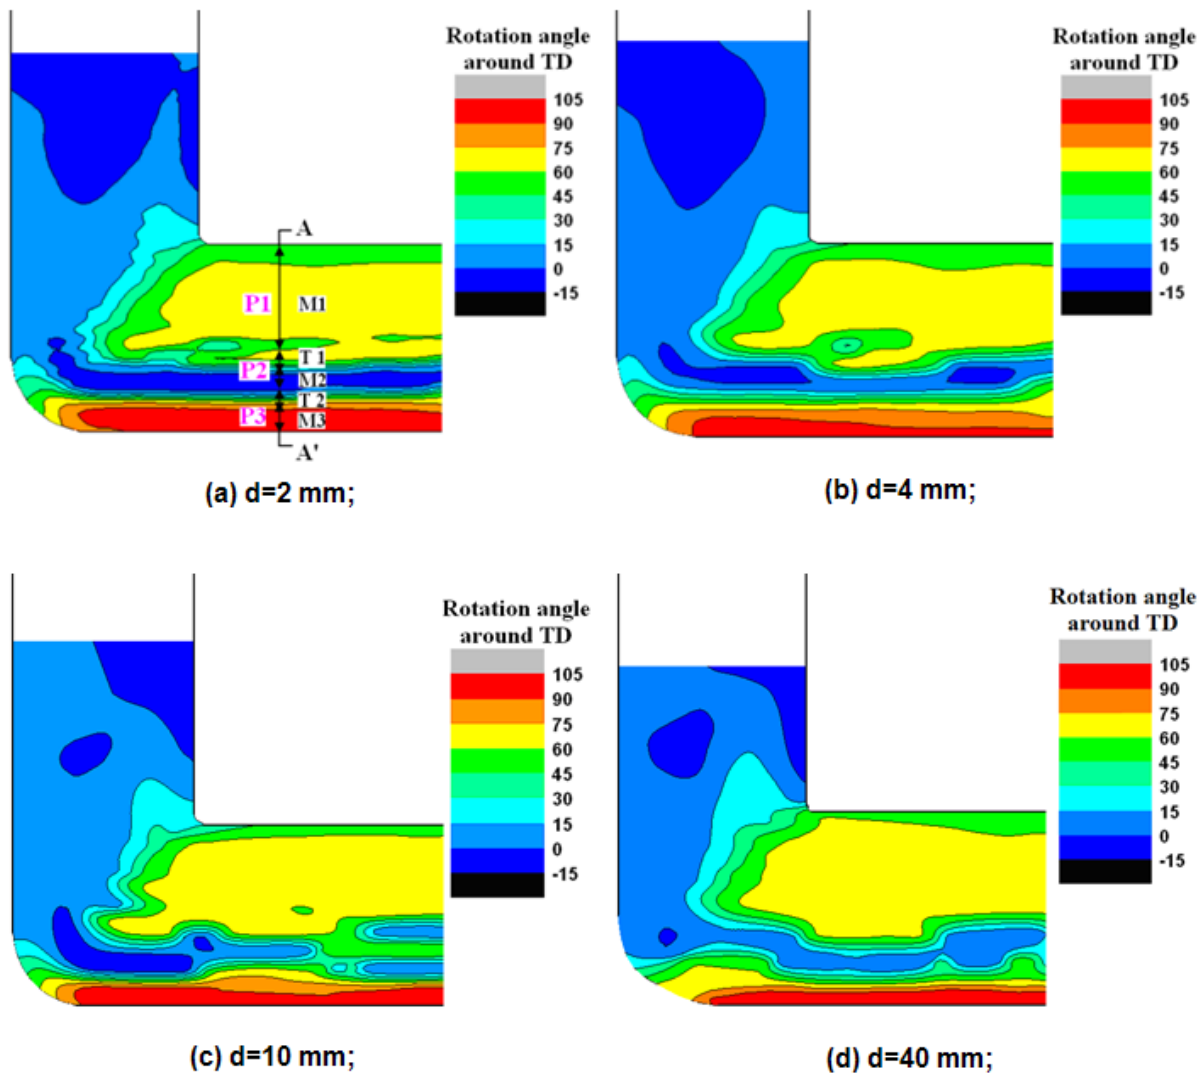 Rotation angle
around TD
105
90
75
60
45
30
15
0
-15
A
P1
M1
T 1
P2
M2
T 2
P3
M3
A'
(a) d=2 mm;
Rotation angle
around TD
105
90
75
60
45
30
15
0
-15
(b) d=4 mm;
Rotation angle
around TD
105
90
75
60
45
30
15
0
-15
(c) d=10 mm;
Rotation angle
around TD
105
90
75
60
45
30
15
0
-15
(d) d=40 mm;